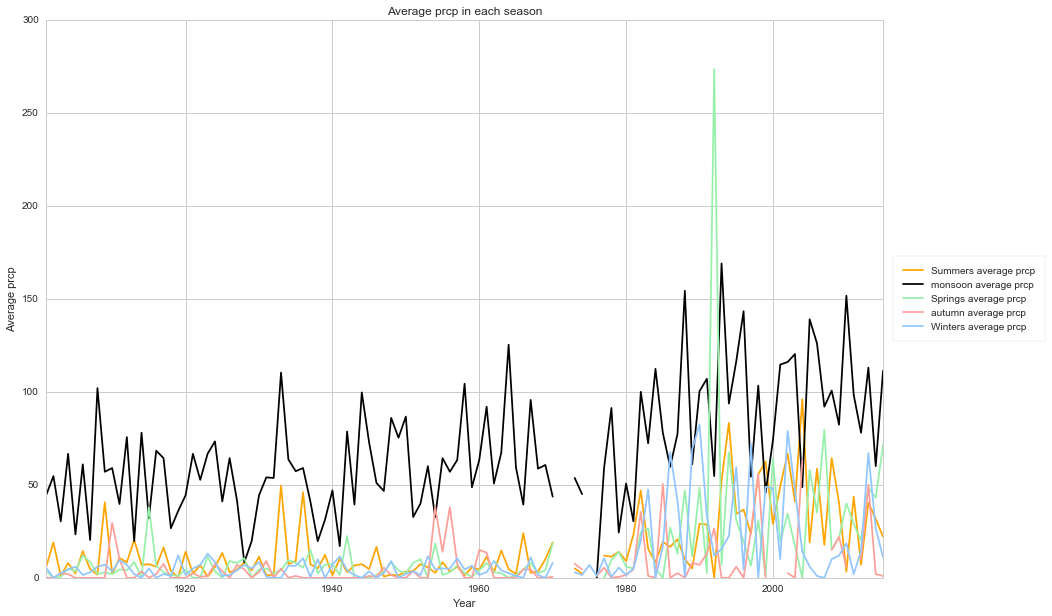 Average prcp in each season
300
250
200
150
100
50
0
Average prcp
1920
1940
1960
1980
2000
Year
Summers average prcp
monsoon average prcp
Springs average prcp
autumn average prcp
Winters average prcp